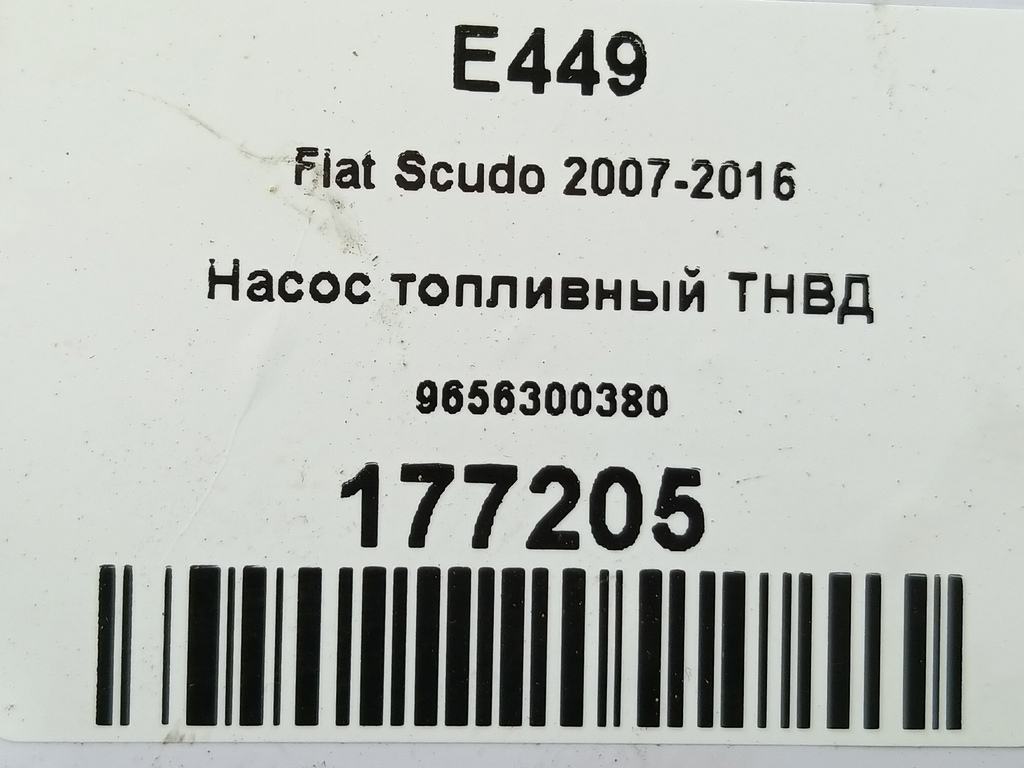 E449
Fiat Scudo 2007-2016
Насос топливный ТНВД
9656300380
177205